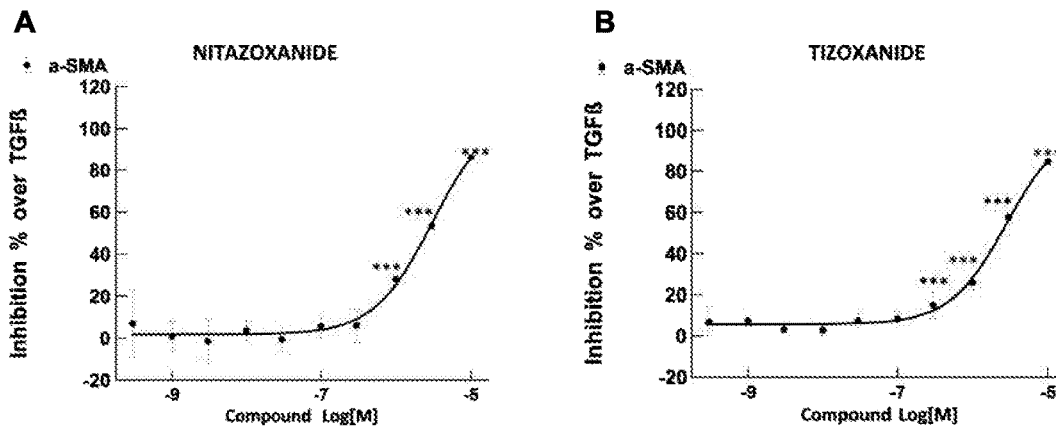 A
NITAZOXANIDE
a-SMA
Inhibition % over TGFß
120
100
80
60
40
20
0
-20
***
***
***
-9
-7
-5
Compound Log[M]
B
TIZOXANIDE
a-SMA
Inhibition % over TGFß
120
100
80
60
40
20
0
-20
***
***
***
***
-9
-7
-5
Compound Log[M]